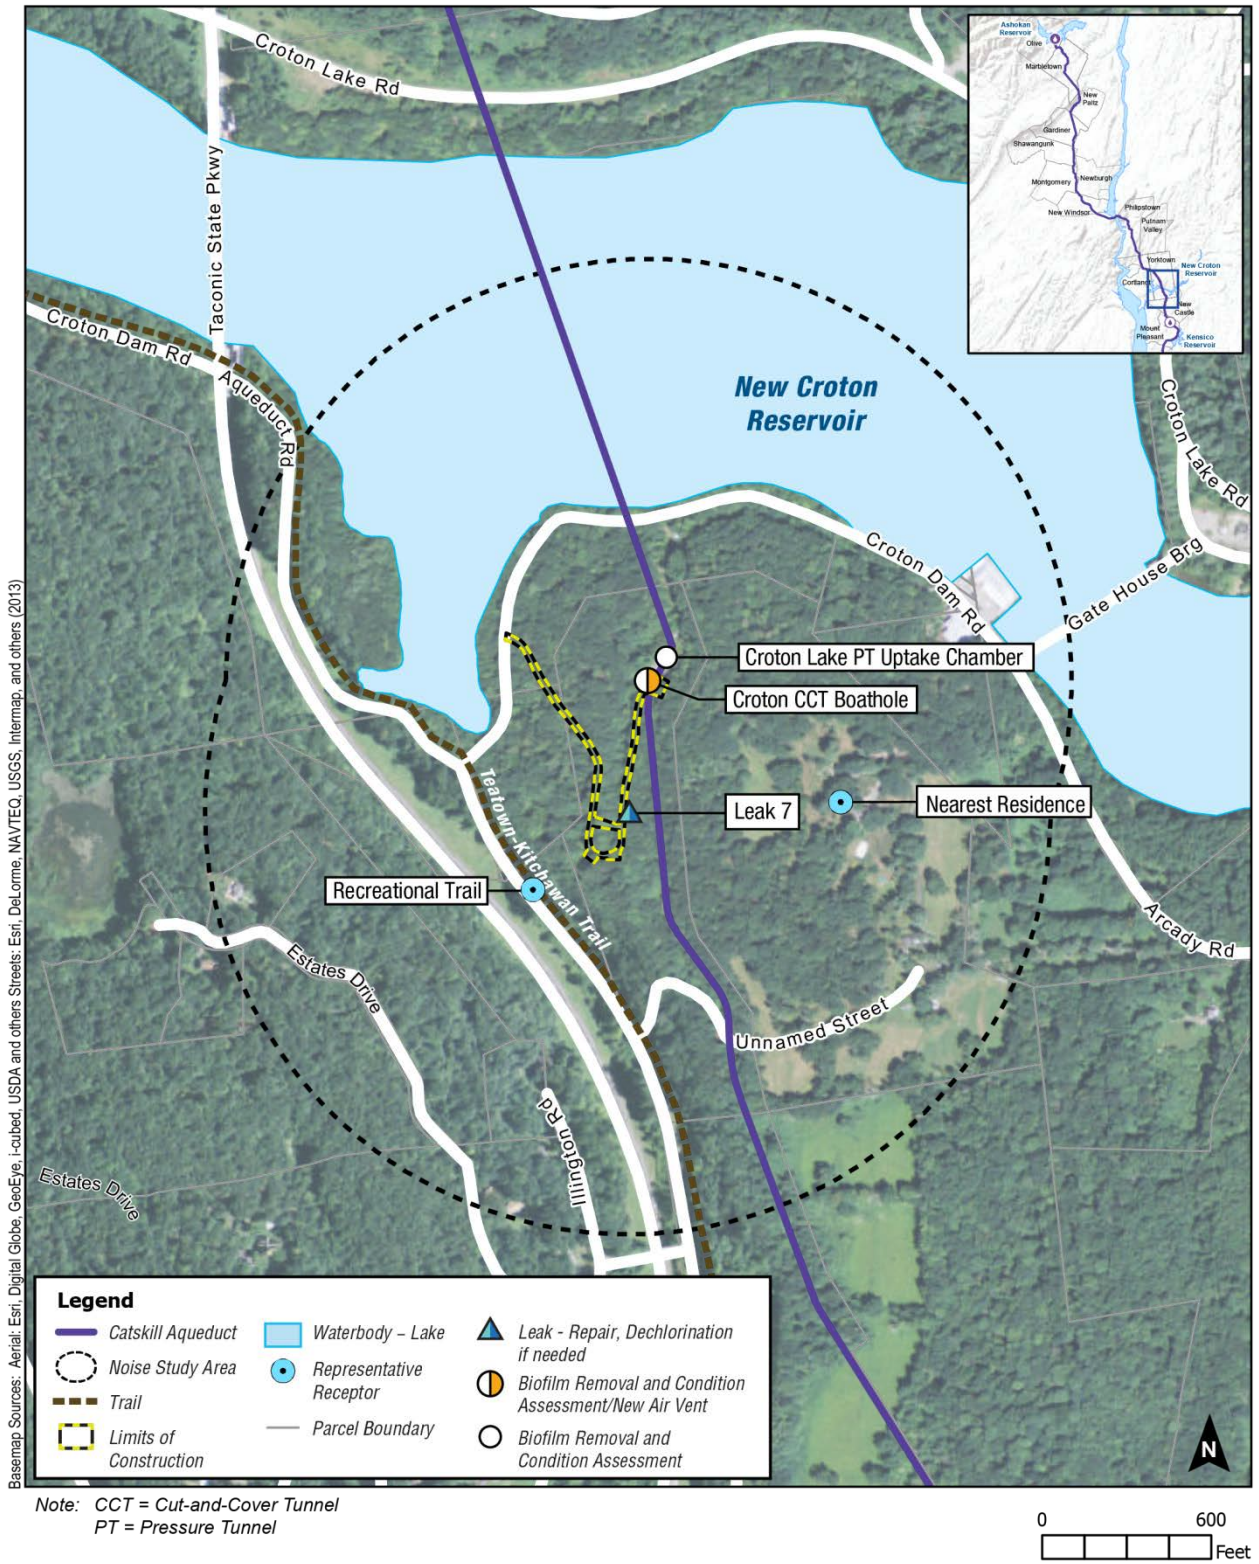 Croton Lake Rd
Ashokan
Reservoir
Olive
Marbletown
New
Paltz
Gardiner
Shawangunk
Montgomery
Newburgh
New Windsor
Philipstown
Putnam
Valley
Yorktown
New Croton
Reservoir
Cortlandt
New
Castle
Mount
Pleasant
Kensico
Reservoir
Taconic State Pkwy
Croton Dam Rd
Aqueduct Rd
New Croton
Reservoir
Croton Lake Rd
Croton Dam Rd
Gate House Brg
Croton Lake PT Uptake Chamber
Croton CCT Boathole
Leak 7
Nearest Residence
Recreational Trail
Teatown-Kitchawan Trail
Arcady Rd
Estates Drive
Unnamed Street
Illington Rd
Estates Drive
Basemap Sources: Aerial: Esri, Digital Globe, GeoEye, i-cubed, USDA and others Streets: Esri, DeLorme, NAVTEQ, USGS, Intermap, and others (2013)
Legend
Catskill Aqueduct
Noise Study Area
Trail
Limits of
Construction
Waterbody – Lake
Representative
Receptor
Parcel Boundary
Leak - Repair, Dechlorination
if needed
Biofilm Removal and Condition
Assessment/New Air Vent
Biofilm Removal and
Condition Assessment
N
Note: CCT = Cut-and-Cover Tunnel
PT = Pressure Tunnel
0 600
Feet